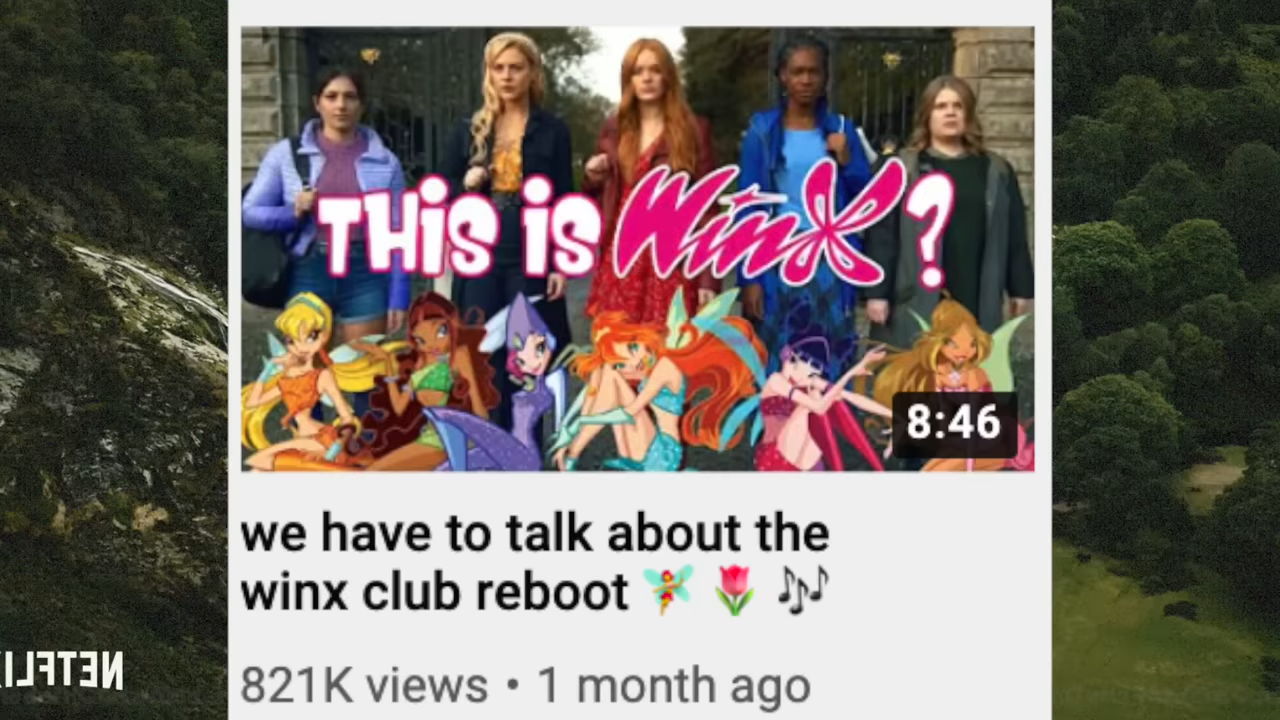 THiS iS WinX?
8:46
we have to talk about the
winx club reboot 🧚 🌷 🎶
821K views • 1 month ago
NETFLIX